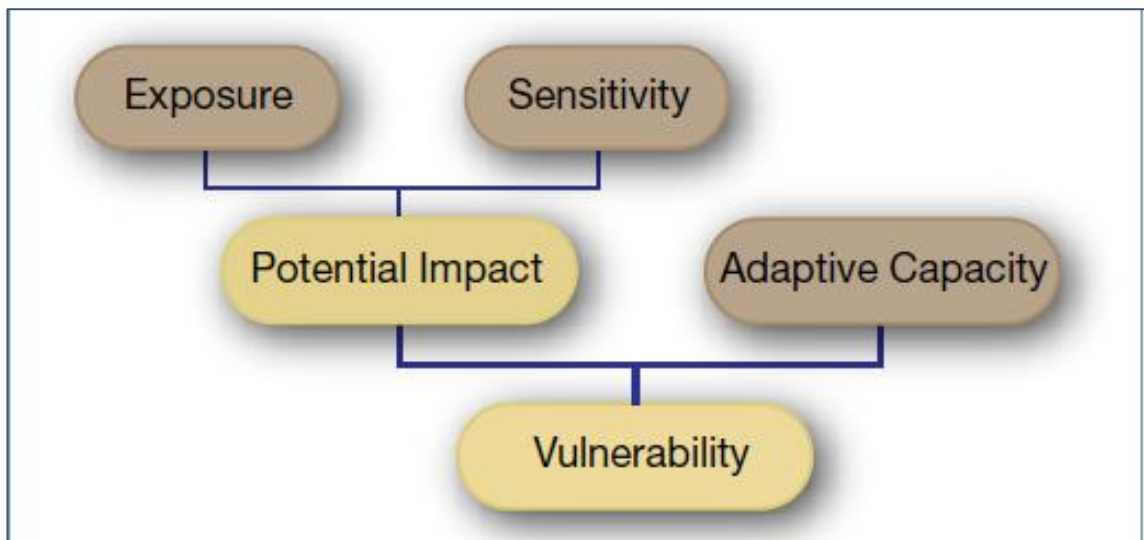 Exposure
Sensitivity
Potential Impact
Adaptive Capacity
Vulnerability